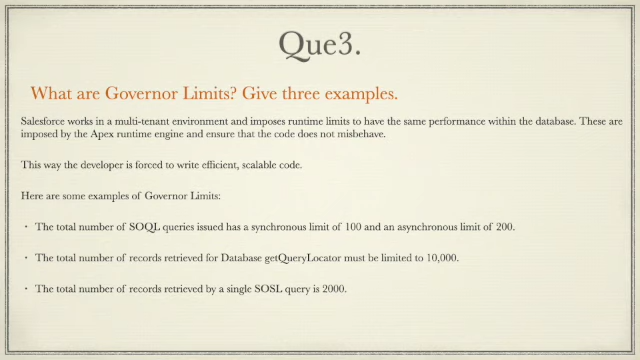 Que3.
What are Governor Limits? Give three examples.
Salesforce works in a multi-tenant environment and imposes runtime limits to have the same performance within the database. These are
imposed by the Apex runtime engine and ensure that the code does not misbehave.
This way the developer is forced to write efficient, scalable code.
Here are some examples of Governor Limits:
• The total number of SOQL queries issued has a synchronous limit of 100 and an asynchronous limit of 200.
• The total number of records retrieved for Database getQueryLocator must be limited to 10,000.
• The total number of records retrieved by a single SOSL query is 2000.